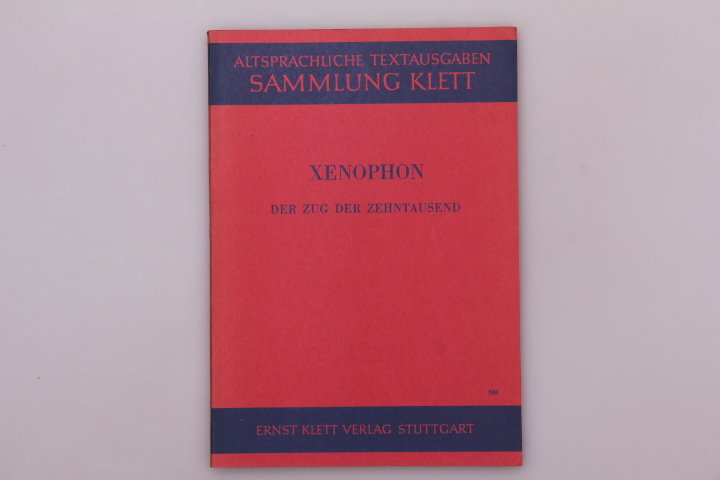 ALTSPRACHLICHE TEXTAUSGABEN
SAMMLUNG KLETT
XENOPHON
DER ZUG DER ZEHNTAUSEND
ERNST KLETT VERLAG STUTTGART